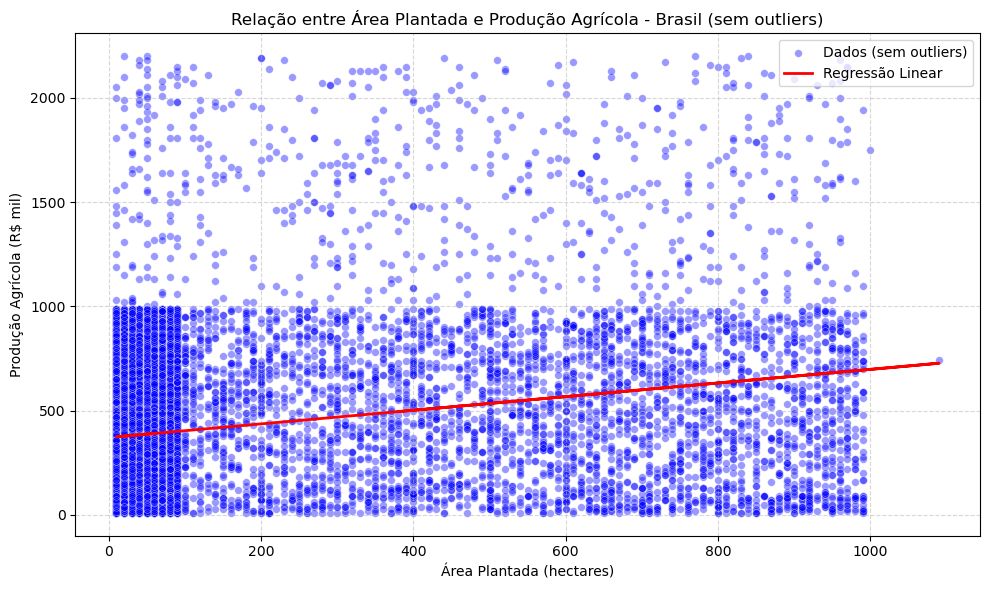 Relação entre Área Plantada e Produção Agrícola - Brasil (sem outliers)
Dados (sem outliers)
Regressão Linear
Produção Agrícola (R$ mil)
2000
1500
1000
500
0
0 200 400 600 800 1000
Área Plantada (hectares)